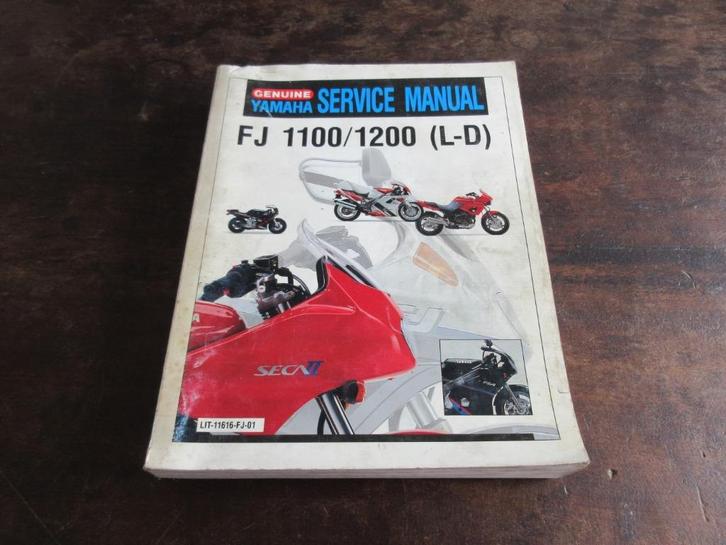 GENUINE
YAMAHA SERVICE MANUAL
FJ 1100/1200 (L-D)
SECA II
LIT-11616-FJ-01